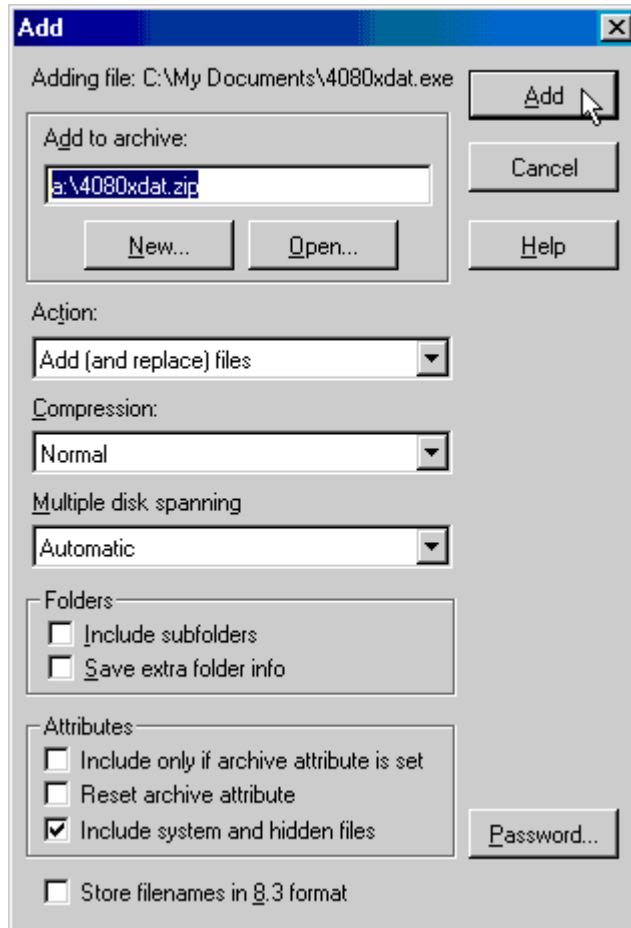 Add
Adding file: C:\My Documents\4080xdat.exe
Add
Add to archive:
a:\4080xdat.zip
Cancel
New...
Open...
Help
Action:
Add (and replace) files
Compression:
Normal
Multiple disk spanning
Automatic
Folders
Include subfolders
Save extra folder info
Attributes
Include only if archive attribute is set
Reset archive attribute
Include system and hidden files
Password...
Store filenames in 8.3 format